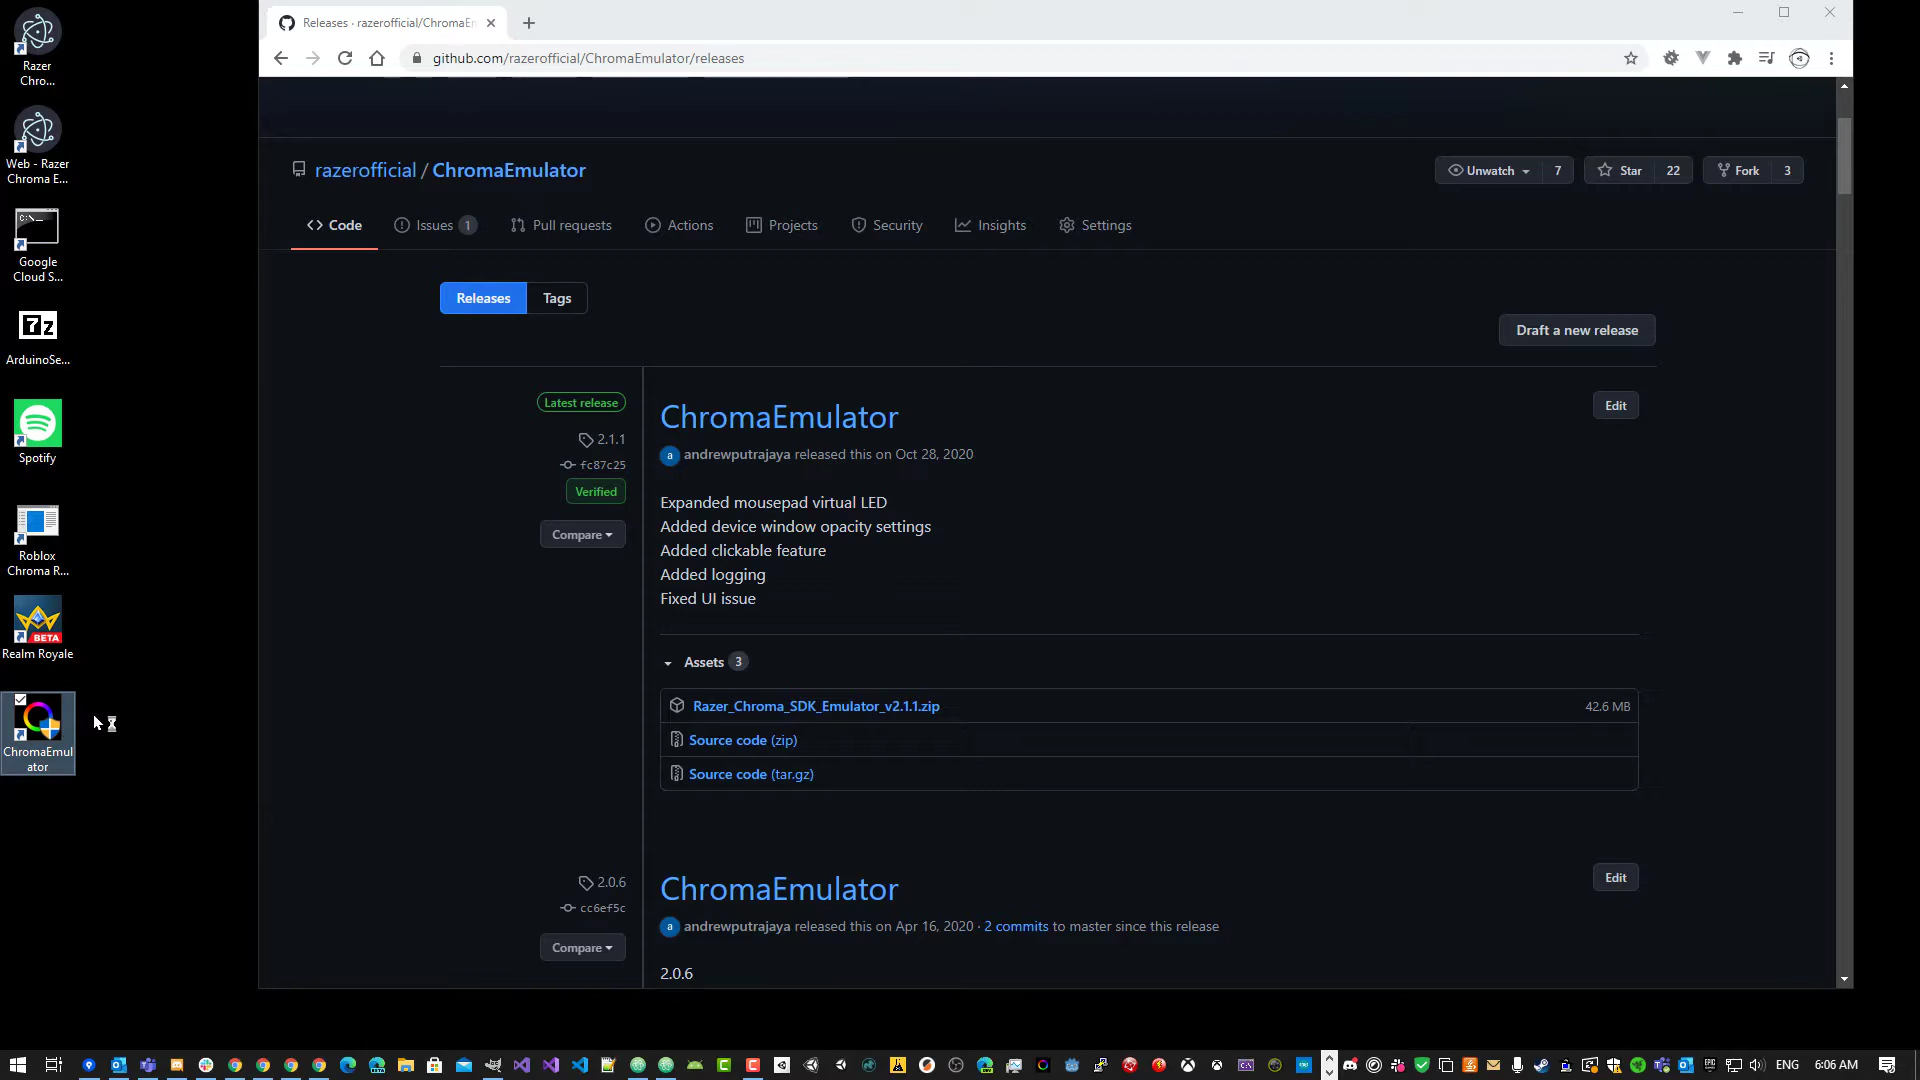 Razer
Chro...
Web - Razer
Chroma E...
Google
Cloud S...
7z
ArduinoSe...
Spotify
Roblox
Chroma R...
BETA
Realm Royale
ChromaEmul
ator
Releases · razerofficial/ChromaEm
github.com/razerofficial/ChromaEmulator/releases
razerofficial / ChromaEmulator
Unwatch 7
Star 22
Fork 3
Code
Issues 1
Pull requests
Actions
Projects
Security
Insights
Settings
Releases
Tags
Draft a new release
Latest release
2.1.1
fc87c25
Verified
Compare
ChromaEmulator
Edit
a andrewputrajaya released this on Oct 28, 2020
Expanded mousepad virtual LED
Added device window opacity settings
Added clickable feature
Added logging
Fixed UI issue
Assets 3
Razer_Chroma_SDK_Emulator_v2.1.1.zip 42.6 MB
Source code (zip)
Source code (tar.gz)
2.0.6
cc6ef5c
Compare
ChromaEmulator
Edit
a andrewputrajaya released this on Apr 16, 2020 · 2 commits to master since this release
2.0.6
ENG 6:06 AM